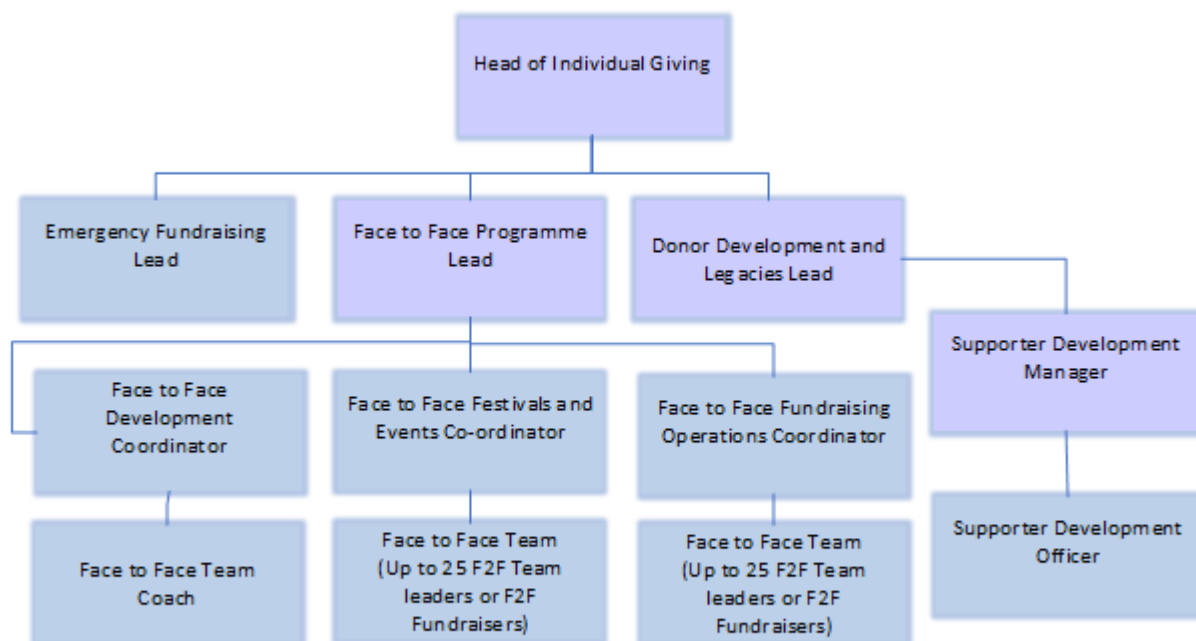 Head of Individual Giving
Emergency Fundraising
Lead
Face to Face Programme
Lead
Donor Development and
Legacies Lead
Supporter Development
Manager
Face to Face
Development
Coordinator
Face to Face Festivals and
Events Co-ordinator
Face to Face Fundraising
Operations Coordinator
Supporter Development
Officer
Face to Face Team
Coach
Face to Face Team
(Up to 25 F2F Team
leaders or F2F
Fundraisers)
Face to Face Team
(Up to 25 F2F Team
leaders or F2F
Fundraisers)